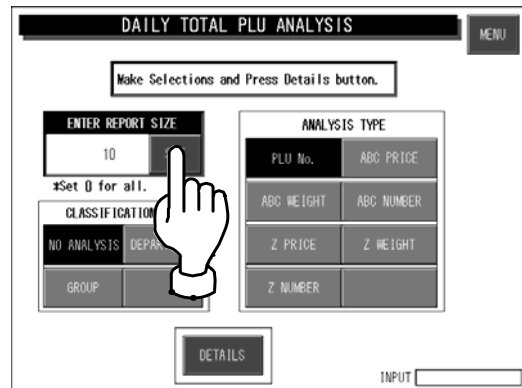 DAILY TOTAL PLU ANALYSIS
MENU
Make Selections and Press Details button.
ENTER REPORT SIZE
10
*Set 0 for all.
CLASSIFICATION
NO ANALYSIS
GROUP
ANALYSIS TYPE
PLU No. ABC PRICE
ABC WEIGHT ABC NUMBER
Z PRICE Z WEIGHT
Z NUMBER
DETAILS
INPUT